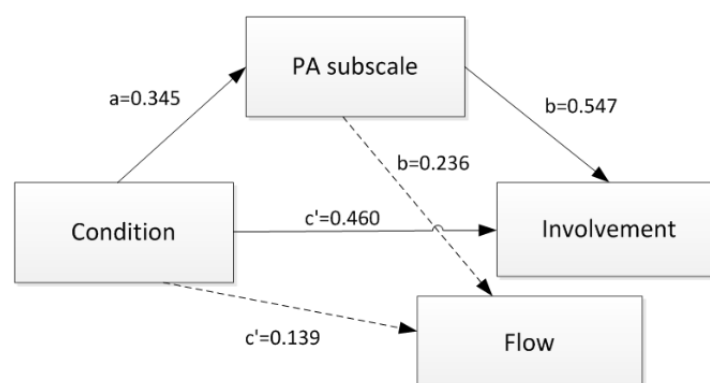 PA subscale
a=0.345
b=0.547
b=0.236
Condition
c'=0.460
Involvement
c'=0.139
Flow